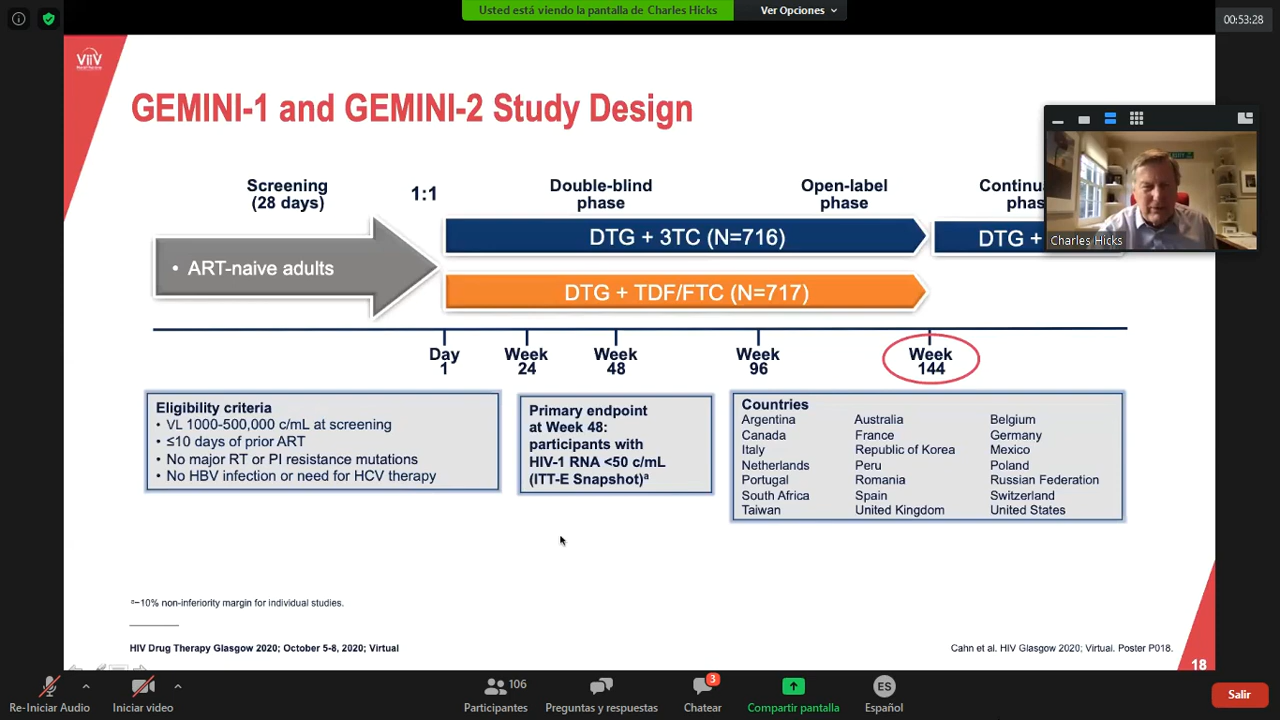 Usted está viendo la pantalla de Charles Hicks
Ver Opciones
00:53:28
ViiV
GEMINI-1 and GEMINI-2 Study Design
Screening
(28 days)
1:1
Double-blind
phase
Open-label
phase
DTG + 3TC (N=716)
DTG +
Charles Hicks
• ART-naive adults
DTG + TDF/FTC (N=717)
Day
1
Week
24
Week
48
Week
96
Week
144
Eligibility criteria
• VL 1000-500,000 c/mL at screening
• ≤10 days of prior ART
• No major RT or PI resistance mutations
• No HBV infection or need for HCV therapy
Primary endpoint
at Week 48:
participants with
HIV-1 RNA <50 c/mL
(ITT-E Snapshot)ª
Countries
Argentina Australia Belgium
Canada France Germany
Italy Republic of Korea Mexico
Netherlands Peru Poland
Portugal Romania Russian Federation
South Africa Spain Switzerland
Taiwan United Kingdom United States
ª−10% non-inferiority margin for individual studies.
HIV Drug Therapy Glasgow 2020; October 5-8, 2020; Virtual
Cahn et al. HIV Glasgow 2020; Virtual. Poster P018.
18
Re-Iniciar Audio
Iniciar video
106
Participantes
Preguntas y respuestas
3
Chatear
Compartir pantalla
ES
Español
Salir